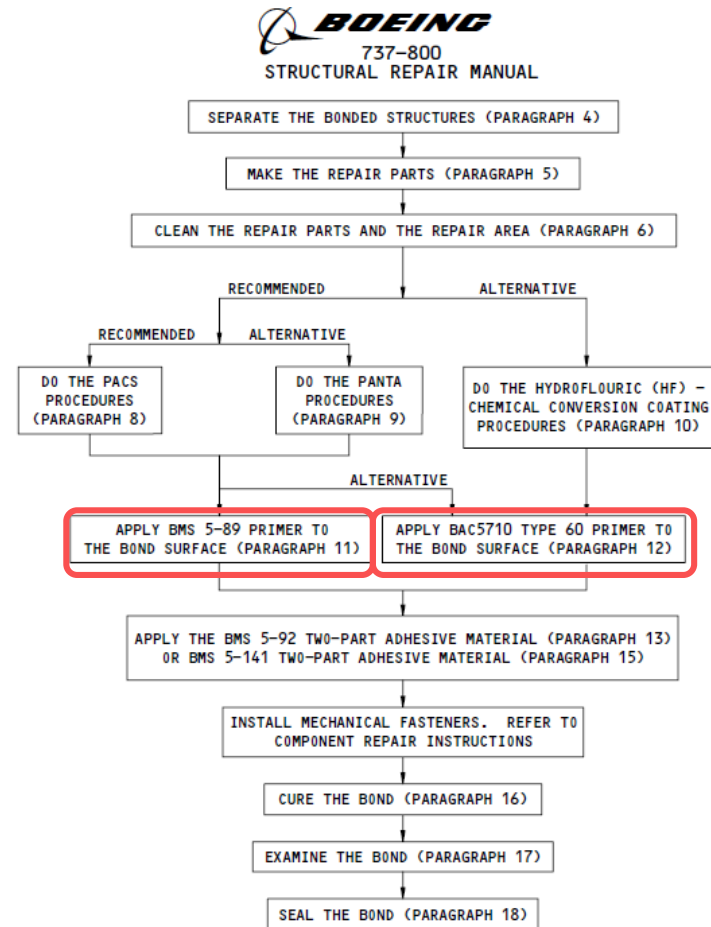 BOEING
737-800
STRUCTURAL REPAIR MANUAL
SEPARATE THE BONDED STRUCTURES (PARAGRAPH 4)
MAKE THE REPAIR PARTS (PARAGRAPH 5)
CLEAN THE REPAIR PARTS AND THE REPAIR AREA (PARAGRAPH 6)
RECOMMENDED
ALTERNATIVE
RECOMMENDED
ALTERNATIVE
DO THE PACS
PROCEDURES
(PARAGRAPH 8)
DO THE PANTA
PROCEDURES
(PARAGRAPH 9)
DO THE HYDROFLOURIC (HF) -
CHEMICAL CONVERSION COATING
PROCEDURES (PARAGRAPH 10)
ALTERNATIVE
APPLY BMS 5-89 PRIMER TO
THE BOND SURFACE (PARAGRAPH 11)
APPLY BAC5710 TYPE 60 PRIMER TO
THE BOND SURFACE (PARAGRAPH 12)
APPLY THE BMS 5-92 TWO-PART ADHESIVE MATERIAL (PARAGRAPH 13)
OR BMS 5-141 TWO-PART ADHESIVE MATERIAL (PARAGRAPH 15)
INSTALL MECHANICAL FASTENERS. REFER TO
COMPONENT REPAIR INSTRUCTIONS
CURE THE BOND (PARAGRAPH 16)
EXAMINE THE BOND (PARAGRAPH 17)
SEAL THE BOND (PARAGRAPH 18)